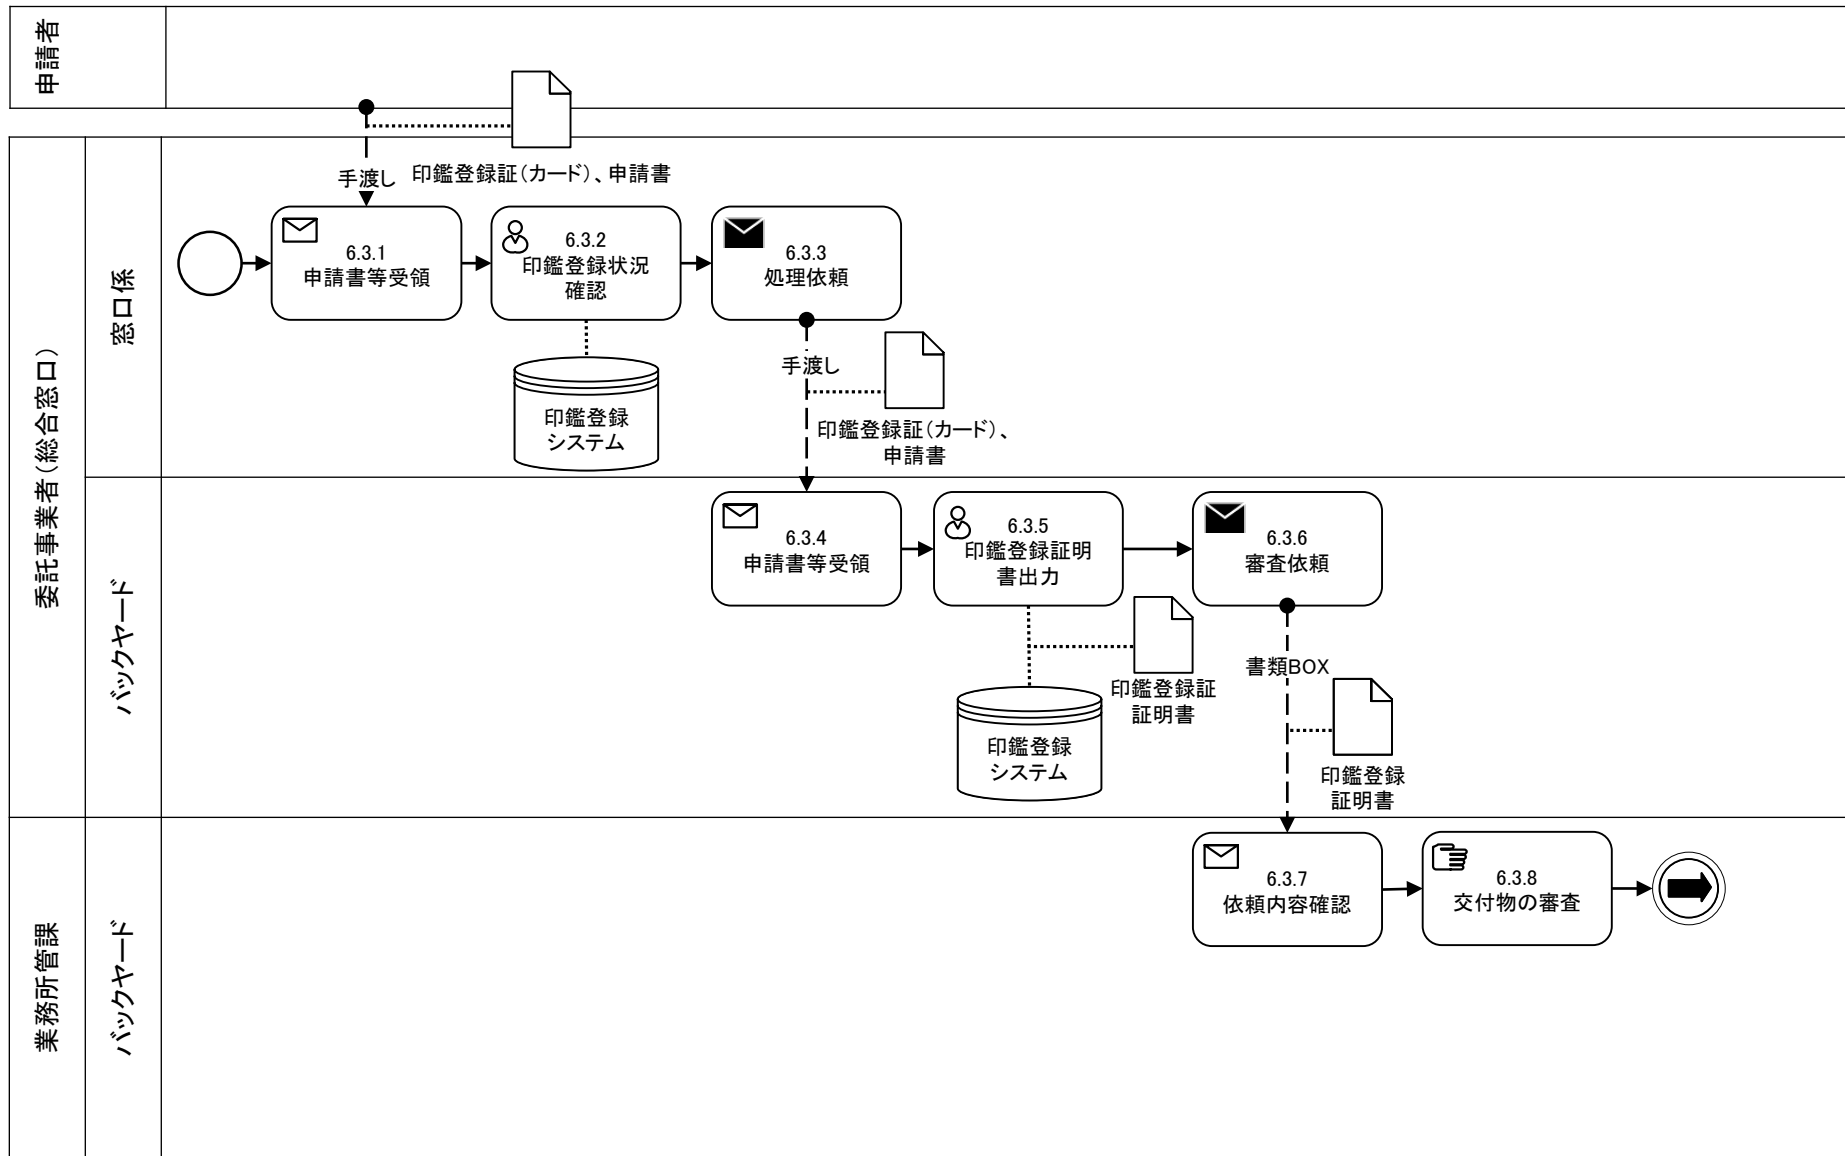 申請者
手渡し
印鑑登録証（カード）、申請書
委託事業者（総合窓口）
窓口係
6.3.1
申請書等受領
6.3.2
印鑑登録状況
確認
6.3.3
処理依頼
印鑑登録
システム
手渡し
印鑑登録証（カード）、
申請書
バックヤード
6.3.4
申請書等受領
6.3.5
印鑑登録証明
書出力
6.3.6
審査依頼
印鑑登録証
証明書
印鑑登録
システム
書類BOX
印鑑登録
証明書
業務所管課
バックヤード
6.3.7
依頼内容確認
6.3.8
交付物の審査